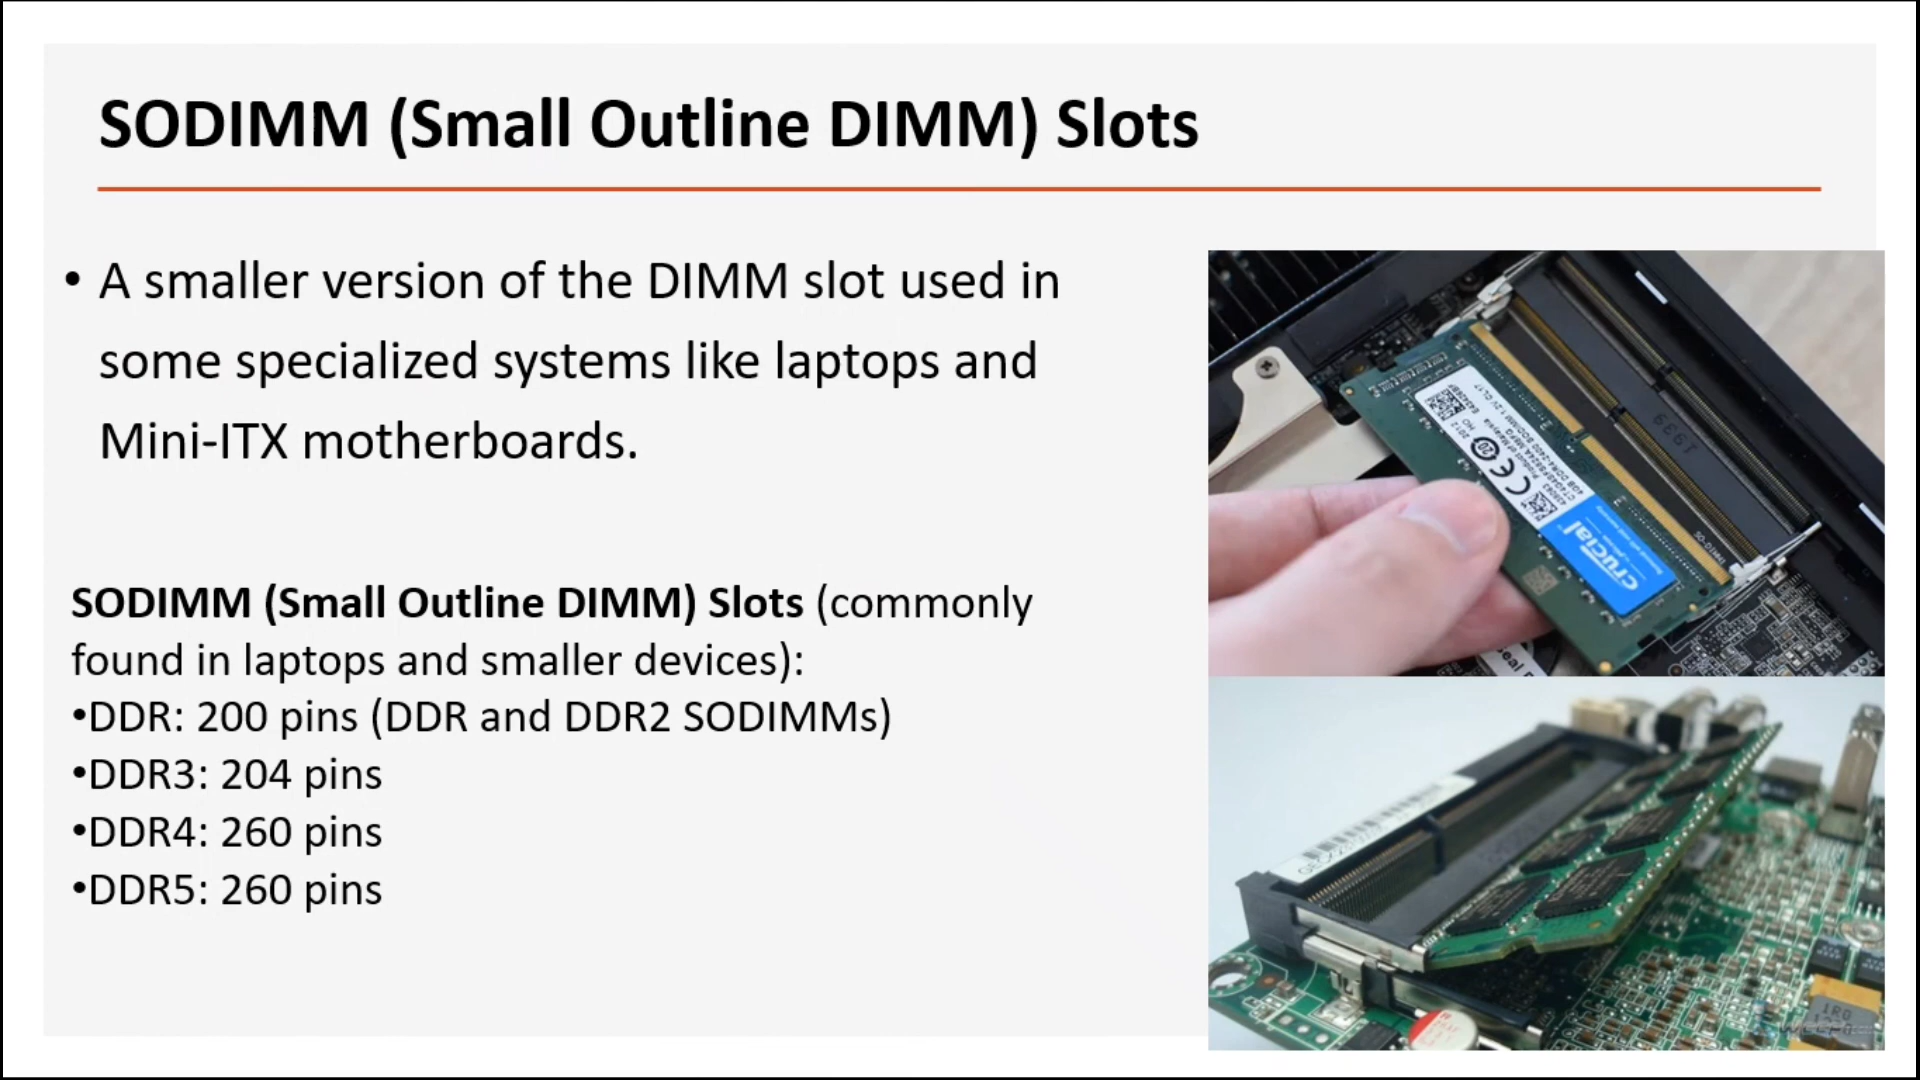 SODIMM (Small Outline DIMM) Slots
• A smaller version of the DIMM slot used in
some specialized systems like laptops and
Mini-ITX motherboards.
SODIMM (Small Outline DIMM) Slots (commonly
found in laptops and smaller devices):
•DDR: 200 pins (DDR and DDR2 SODIMMs)
•DDR3: 204 pins
•DDR4: 260 pins
•DDR5: 260 pins
crucial
1939